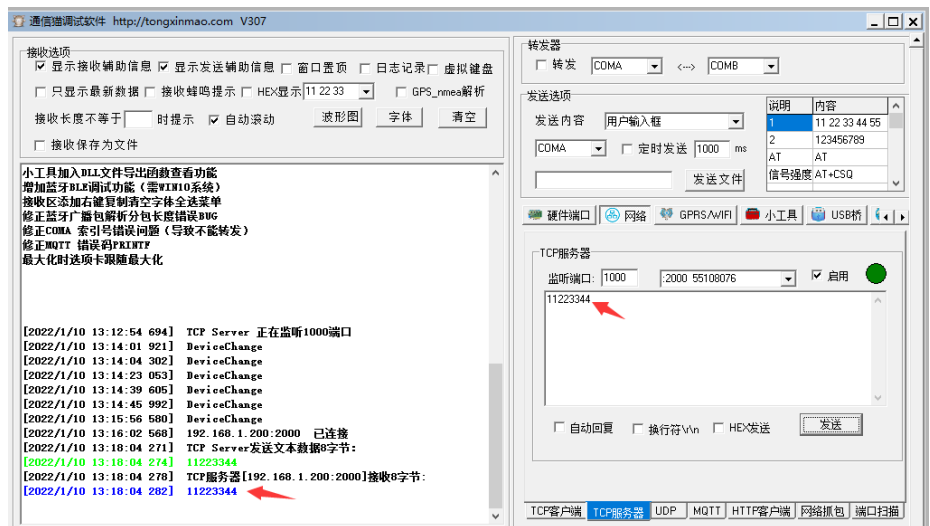 通信猫调试软件 http://tongxinmao.com V307
接收选项
显示接收辅助信息 显示发送辅助信息 窗口置顶 日志记录 虚拟键盘
只显示最新数据 接收蜂鸣提示 HEX显示 11 22 33 GPS_nmea解析
接收长度不等于 时提示 自动滚动 波形图 字体 清空
接收保存为文件
小工具加入DLL文件导出函数查看功能
增加蓝牙BLE调试功能（需WIN10系统）
接收区添加右键复制清空字体全选菜单
修正蓝牙广播包解析分包长度错误BUG
修正COMA 索引号错误问题（导致不能转发）
修正MQTT 错误码PRINTF
最大化时选项卡跟随最大化
[2022/1/10 13:12:54 694] TCP Server 正在监听1000端口
[2022/1/10 13:14:01 921] DeviceChange
[2022/1/10 13:14:04 302] DeviceChange
[2022/1/10 13:14:23 053] DeviceChange
[2022/1/10 13:14:39 605] DeviceChange
[2022/1/10 13:14:45 992] DeviceChange
[2022/1/10 13:15:56 580] DeviceChange
[2022/1/10 13:16:02 568] 192.168.1.200:2000 已连接
[2022/1/10 13:18:04 271] TCP Server发送文本数据8字节:
[2022/1/10 13:18:04 274] 11223344
[2022/1/10 13:18:04 278] TCP服务器[192.168.1.200:2000]接收8字节:
[2022/1/10 13:18:04 282] 11223344
转发器
转发 COMA <---> COMB
发送选项
发送内容 用户输入框
COMA 定时发送 1000 ms
发送文件
说明 内容
1 11 22 33 44 55
2 123456789
AT AT
信号强度 AT+CSQ
硬件端口 网络 GPRS/WIFI 小工具 USB桥
TCP服务器
监听端口: 1000 :2000 55108076 启用
11223344
自动回复 换行符\r\n HEX发送 发送
TCP客户端 TCP服务器 UDP MQTT HTTP客户端 网络抓包 端口扫描